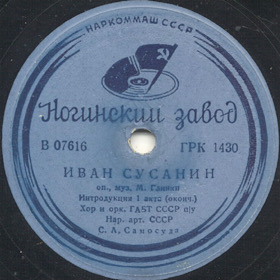 НАРКОММАШ СССР
Ногинский завод
В 07616 ГРК 1430
ИВАН СУСАНИН
оп., муз. М. Глинки
Интродукция 1 акта (оконч.)
Хор и орк. ГАБТ СССР п/у
Нар. арт. СССР
С. А. Самосуда